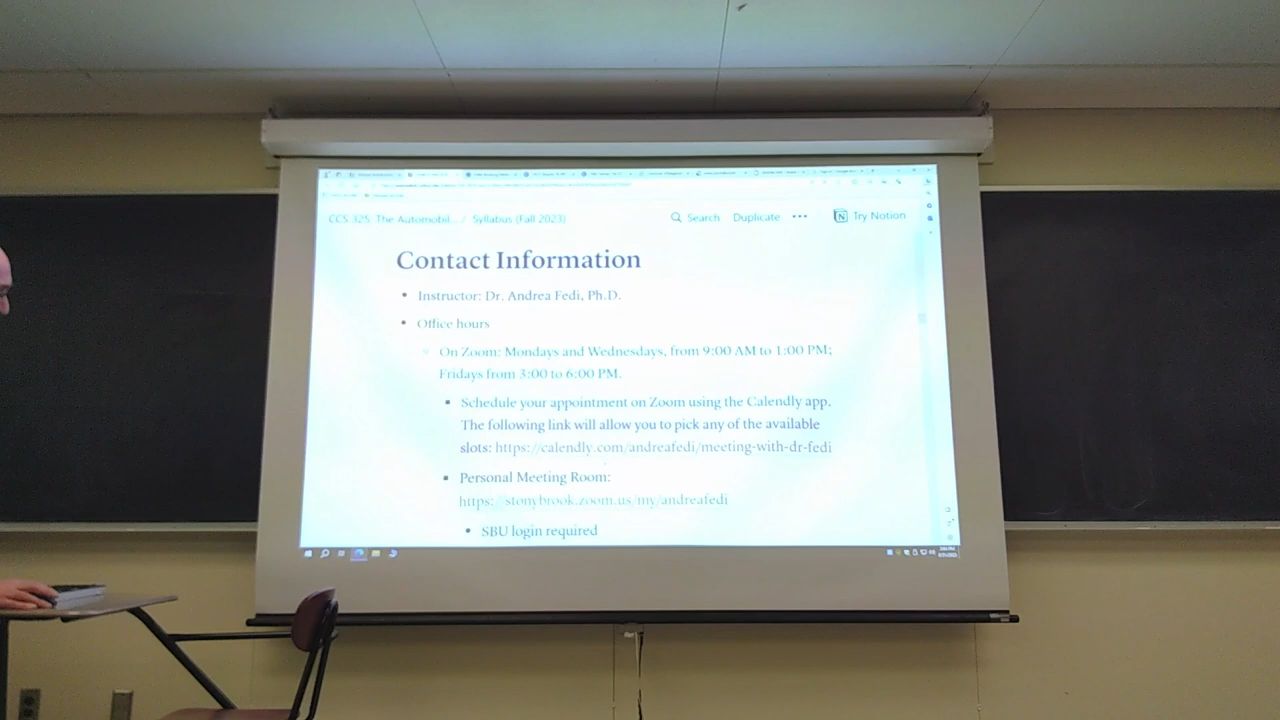 CCS 325. The Automobil... / Syllabus (Fall 2023)
Search Duplicate ••• Try Notion
Contact Information
• Instructor: Dr. Andrea Fedi, Ph.D.
• Office hours
On Zoom: Mondays and Wednesdays, from 9:00 AM to 1:00 PM;
Fridays from 3:00 to 6:00 PM.
▪ Schedule your appointment on Zoom using the Calendly app.
The following link will allow you to pick any of the available
slots: https://calendly.com/andreafedi/meeting-with-dr-fedi
▪ Personal Meeting Room:
https://stonybrook.zoom.us/my/andreafedi
• SBU login required